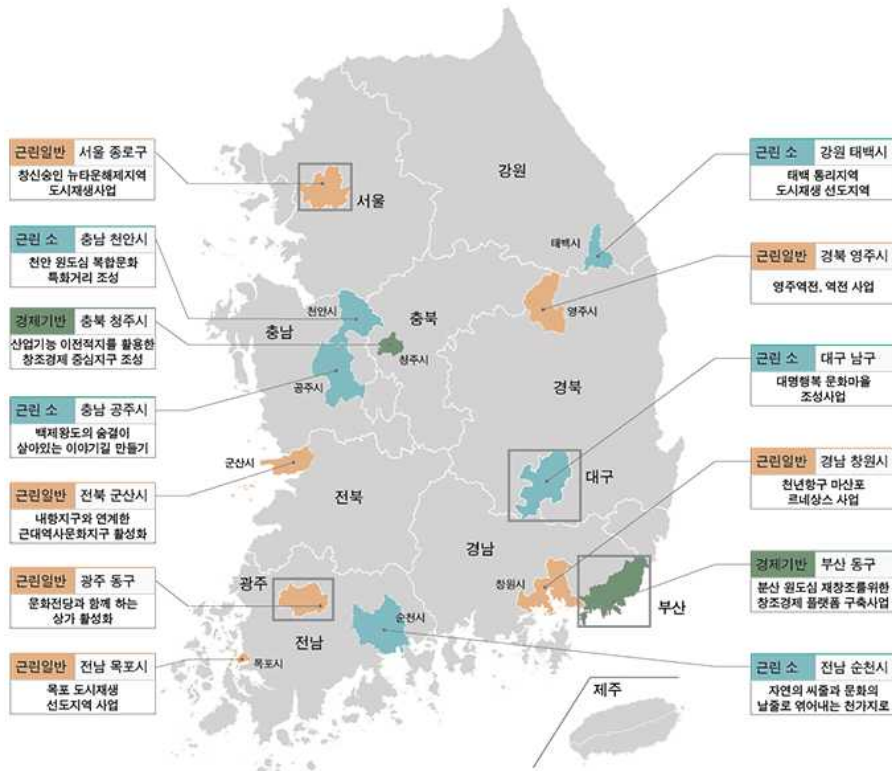 근린일반 서울 종로구
창신숭인 뉴타운해제지역
도시재생사업
근린 소 충남 천안시
천안 원도심 복합문화
특화거리 조성
경제기반 충북 청주시
산업기능 이전적지를 활용한
창조경제 중심지구 조성
근린 소 충남 공주시
백제왕도의 숨결이
살아있는 이야기길 만들기
근린일반 전북 군산시
내항지구와 연계한
근대역사문화지구 활성화
근린일반 광주 동구
문화전당과 함께 하는
상가 활성화
근린일반 전남 목포시
목포 도시재생
선도지역 사업
서울
강원
태백시
영주시
충남
천안시
충북
청주시
공주시
경북
군산시
전북
대구
경남
창원시
부산
광주
순천시
전남
목포시
제주
근린 소 강원 태백시
태백 통리지역
도시재생 선도지역
근린일반 경북 영주시
영주역전, 역전 사업
근린 소 대구 남구
대명행복 문화마을
조성사업
근린일반 경남 창원시
천년항구 마산포
르네상스 사업
경제기반 부산 동구
분산 원도심 재창조를위한
창조경제 플랫폼 구축사업
근린 소 전남 순천시
자연의 씨줄과 문화의
날줄로 엮어내는 천가지로